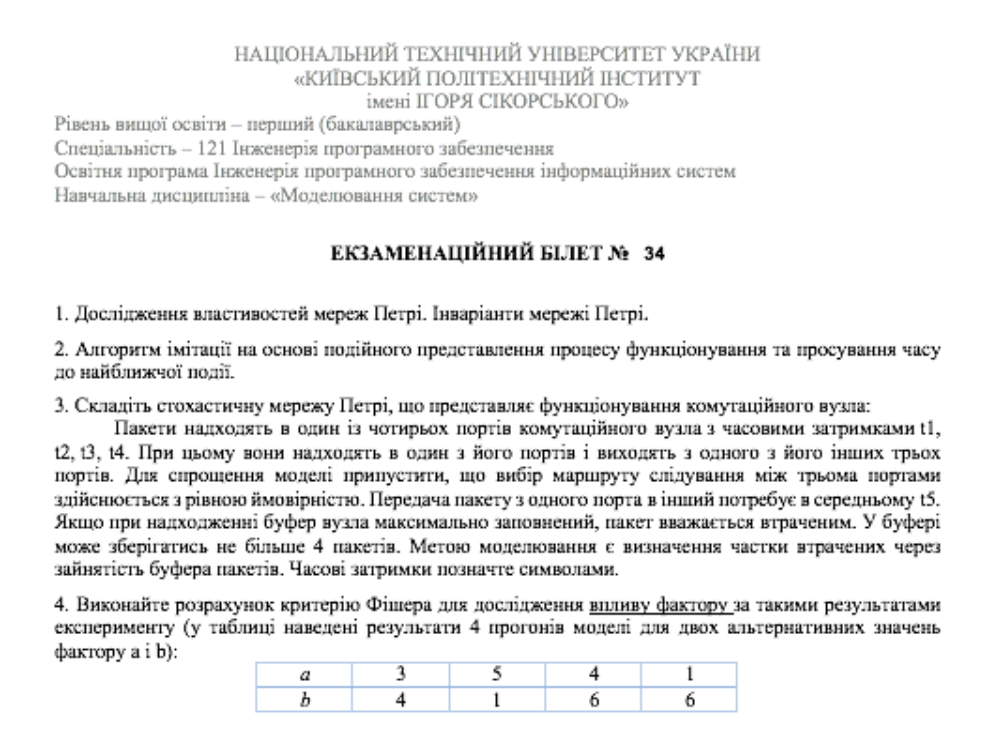 НАЦІОНАЛЬНИЙ ТЕХНІЧНИЙ УНІВЕРСИТЕТ УКРАЇНИ
«КИЇВСЬКИЙ ПОЛІТЕХНІЧНИЙ ІНСТИТУТ
імені ІГОРЯ СІКОРСЬКОГО»
Рівень вищої освіти – перший (бакалаврський)
Спеціальність – 121 Інженерія програмного забезпечення
Освітня програма Інженерія програмного забезпечення інформаційних систем
Навчальна дисципліна – «Моделювання систем»
ЕКЗАМЕНАЦІЙНИЙ БІЛЕТ № 34
1. Дослідження властивостей мереж Петрі. Інваріанти мережі Петрі.
2. Алгоритм імітації на основі подійного представлення процесу функціонування та просування часу
до найближчої події.
3. Складіть стохастичну мережу Петрі, що представляє функціонування комутаційного вузла:
Пакети надходять в один із чотирьох портів комутаційного вузла з часовими затримками t1,
t2, t3, t4. При цьому вони надходять в один з його портів і виходять з одного з його інших трьох
портів. Для спрощення моделі припустити, що вибір маршруту слідування між трьома портами
здійснюється з рівною ймовірністю. Передача пакету з одного порта в інший потребує в середньому t5.
Якщо при надходженні буфер вузла максимально заповнений, пакет вважається втраченим. У буфері
може зберігатись не більше 4 пакетів. Метою моделювання є визначення частки втрачених через
зайнятість буфера пакетів. Часові затримки позначте символами.
4. Виконайте розрахунок критерію Фішера для дослідження впливу фактору за такими результатами
експерименту (у таблиці наведені результати 4 прогонів моделі для двох альтернативних значень
фактору a і b):
a 3 5 4 1
b 4 1 6 6